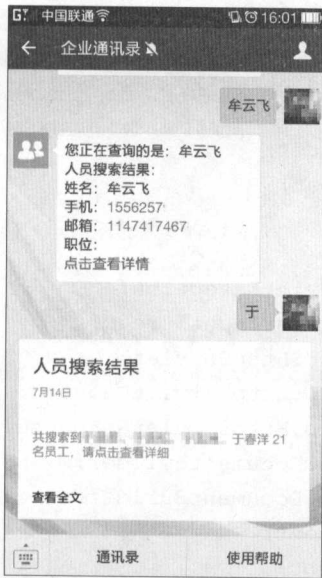 中国联通 16:01
企业通讯录
牟云飞
您正在查询的是：牟云飞
人员搜索结果：
姓名：牟云飞
手机：1556257
邮箱：1147417467
职位：
点击查看详情
于
人员搜索结果
7月14日
共搜索到 于春洋 21
名员工，请点击查看详细
查看全文
通讯录 使用帮助